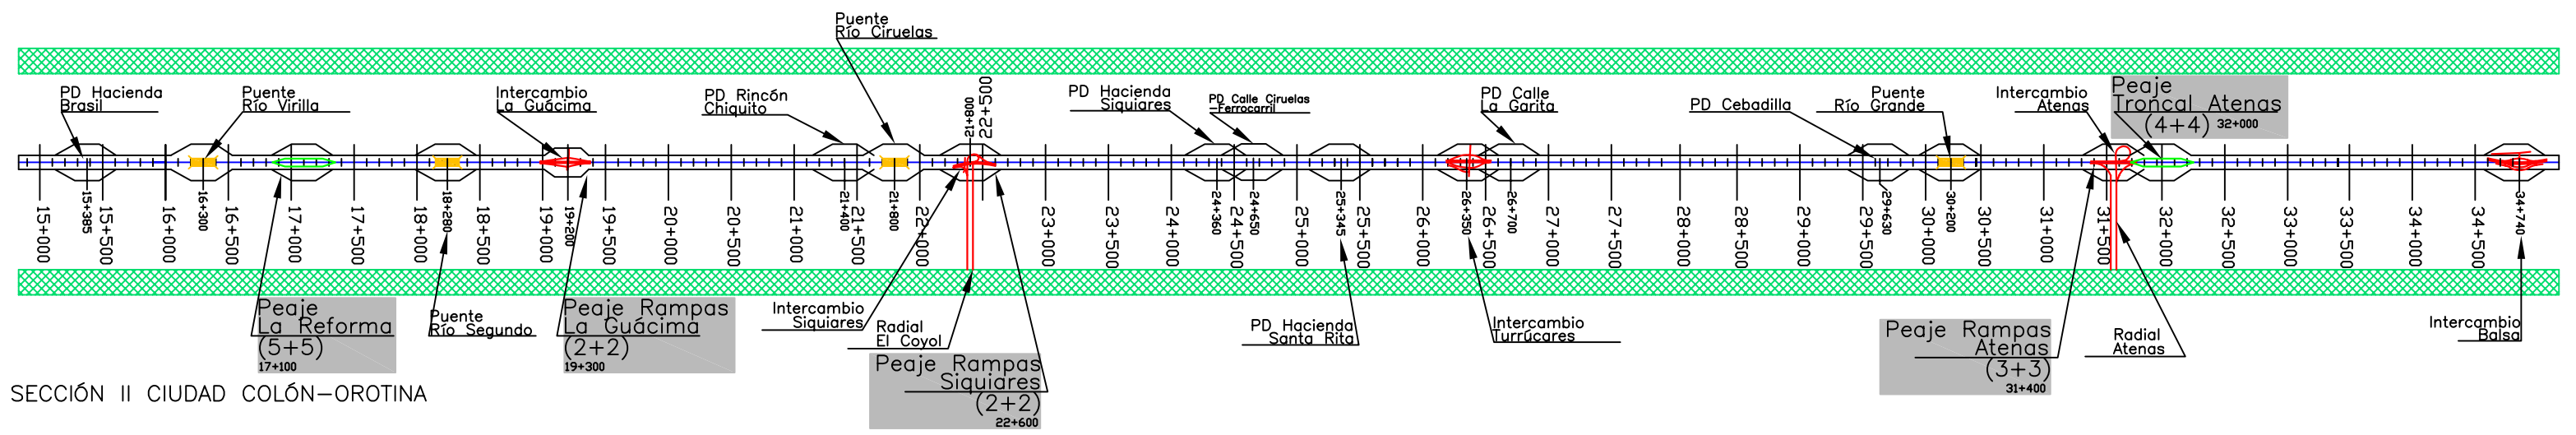 Puente
Río Ciruelas
PD Hacienda
Brasil
Puente
Río Virilla
Intercambio
La Guácima
PD Rincón
Chiquito
21+800
22+500
PD Hacienda
Siquiares
PD Calle Ciruelas
-Ferrocarril
PD Calle
La Garita
PD Cebadilla
Puente
Río Grande
Intercambio
Atenas
Peaje
Troncal Atenas
(4+4) 32+000
15+000
15+385
15+500
16+000
16+300
16+500
17+000
17+500
18+000
18+280
18+500
19+000
19+200
19+500
20+000
20+500
21+000
21+400
21+500
21+800
22+000
23+000
23+500
24+000
24+360
24+500
24+650
25+000
25+345
25+500
26+000
26+350
26+500
26+700
27+000
27+500
28+000
28+500
29+000
29+500
29+630
30+000
30+200
30+500
31+000
31+500
32+000
32+500
33+000
33+500
34+000
34+500
34+740
Peaje
La Reforma
(5+5)
17+100
Puente
Río Segundo
Peaje Rampas
La Guácima
(2+2)
19+300
Intercambio
Siquiares
Radial
El Coyol
Peaje Rampas
Siquiares
(2+2)
22+600
PD Hacienda
Santa Rita
Intercambio
Turrúcares
Peaje Rampas
Atenas
(3+3)
31+400
Radial
Atenas
Intercambio
Balsa
SECCIÓN II CIUDAD COLÓN-OROTINA